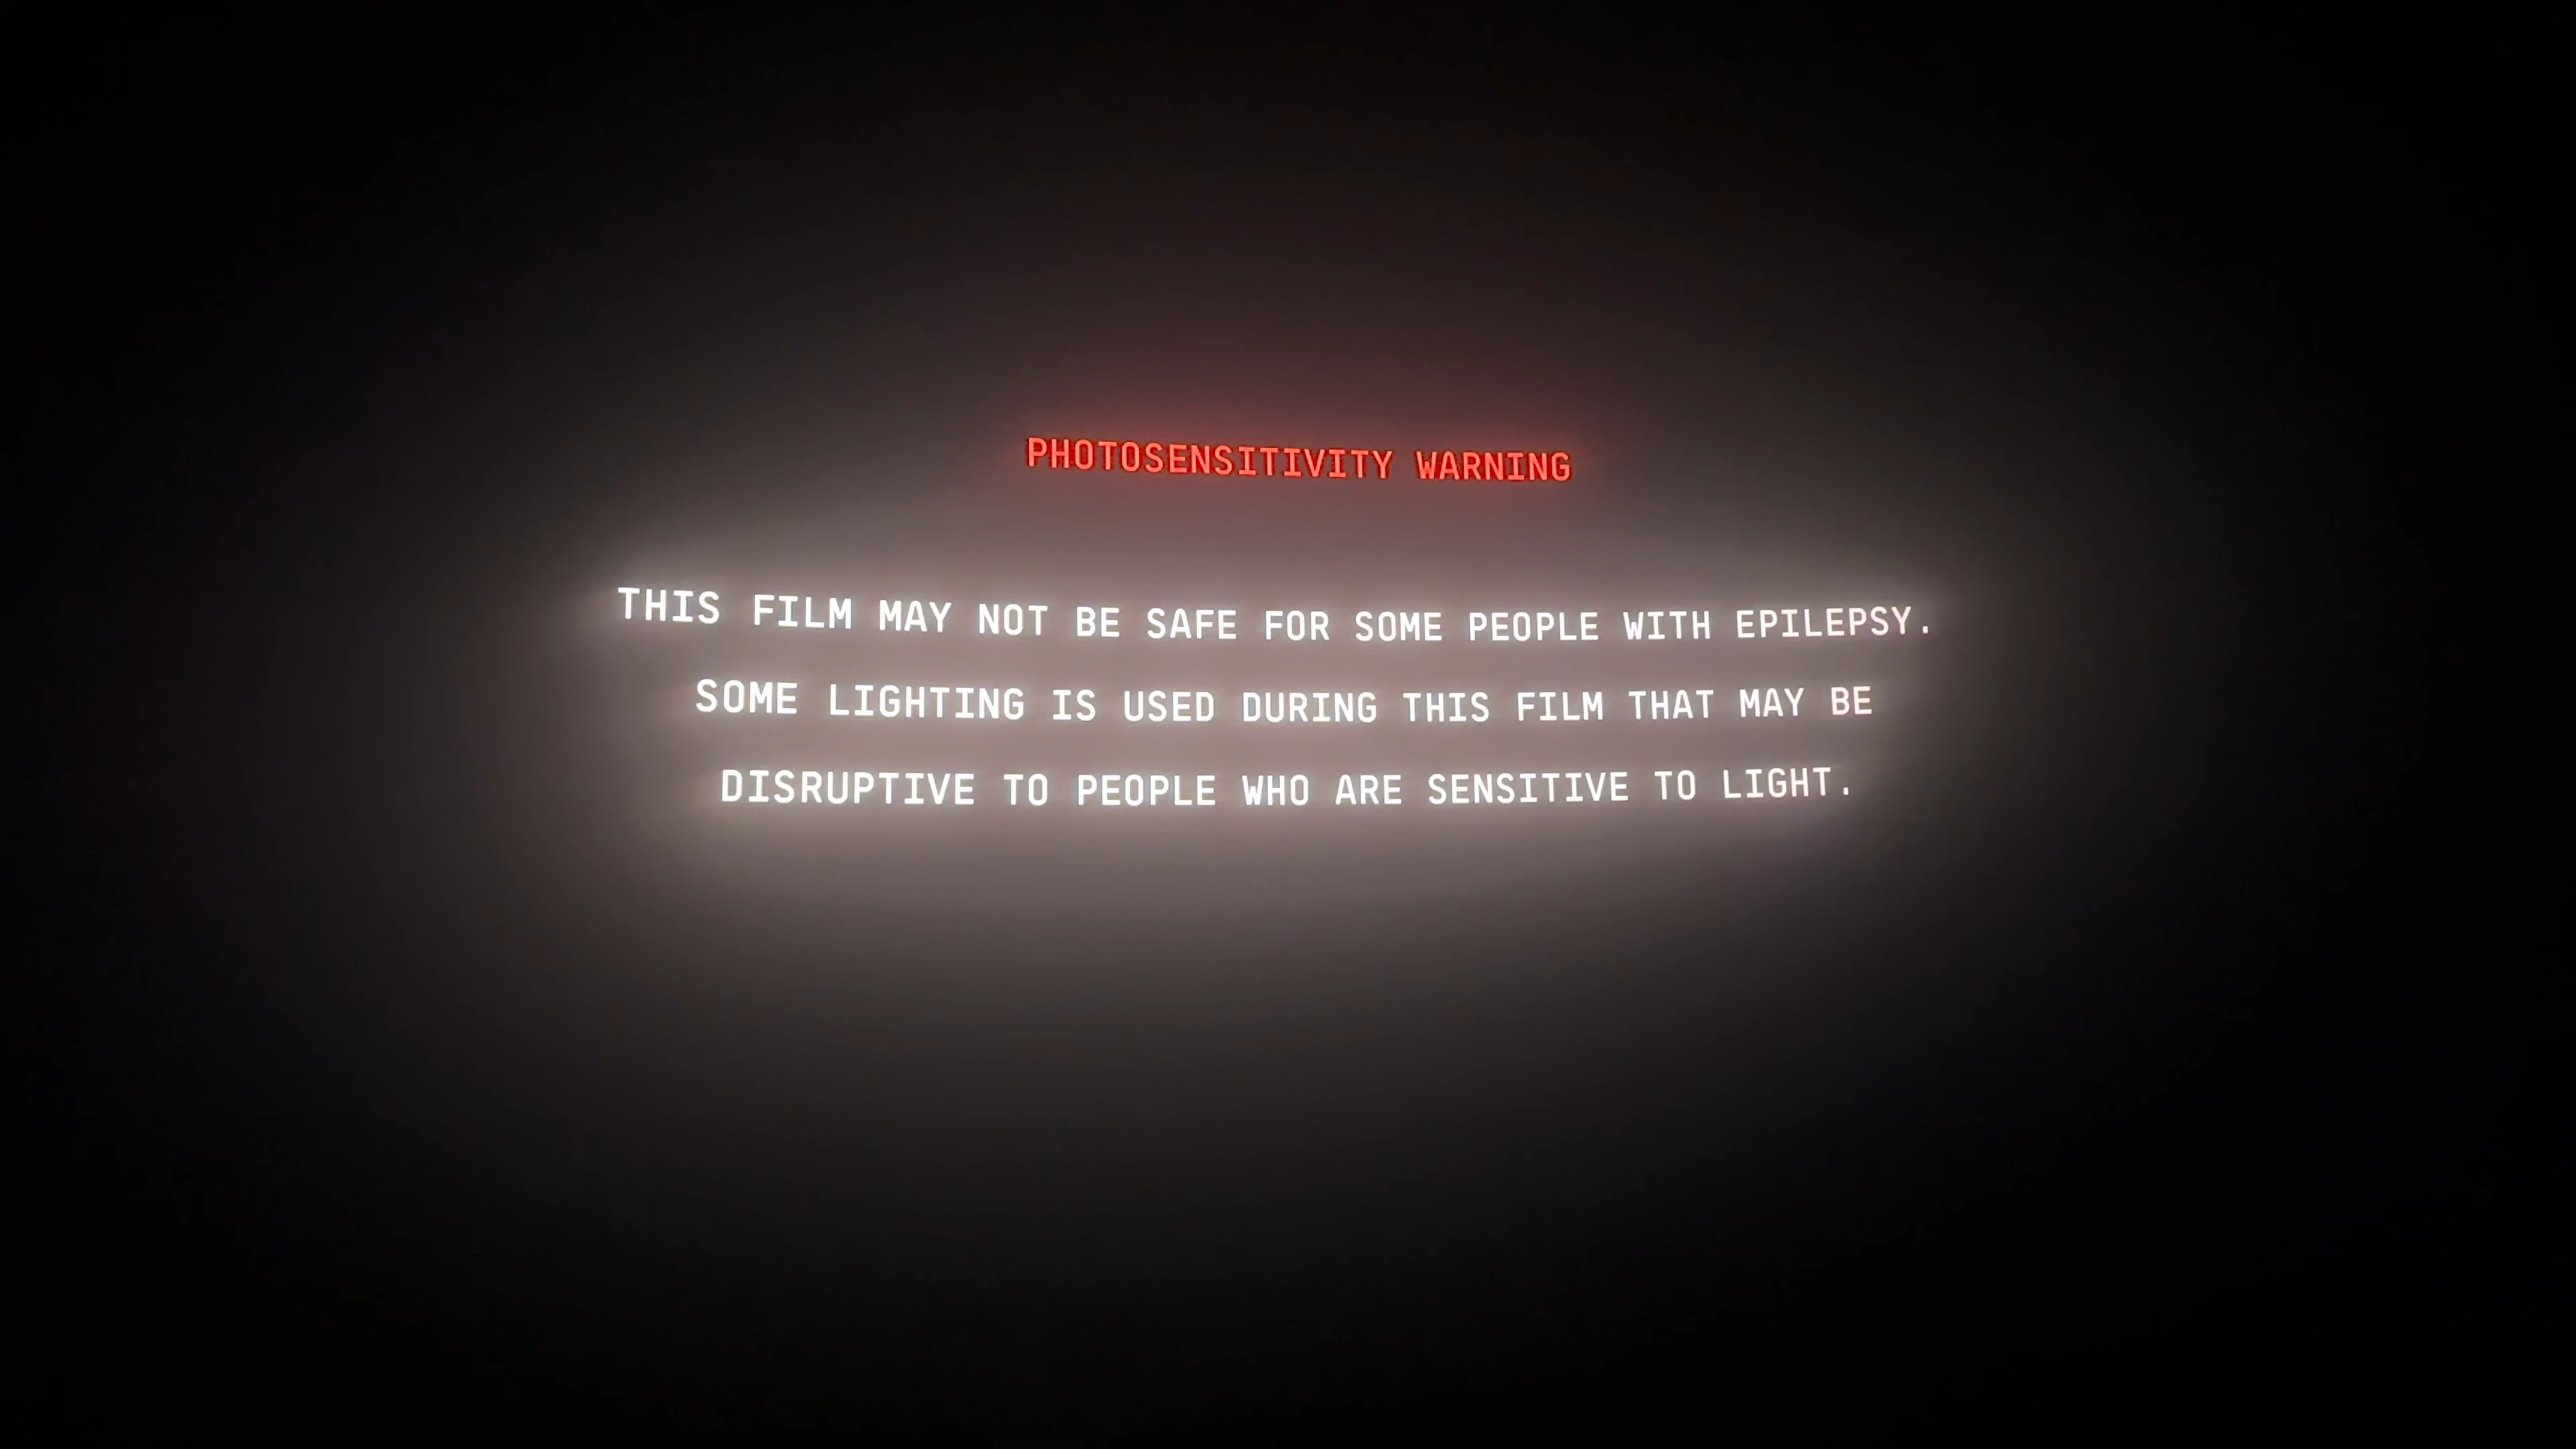 PHOTOSENSITIVITY WARNING
THIS FILM MAY NOT BE SAFE FOR SOME PEOPLE WITH EPILEPSY.
SOME LIGHTING IS USED DURING THIS FILM THAT MAY BE
DISRUPTIVE TO PEOPLE WHO ARE SENSITIVE TO LIGHT.